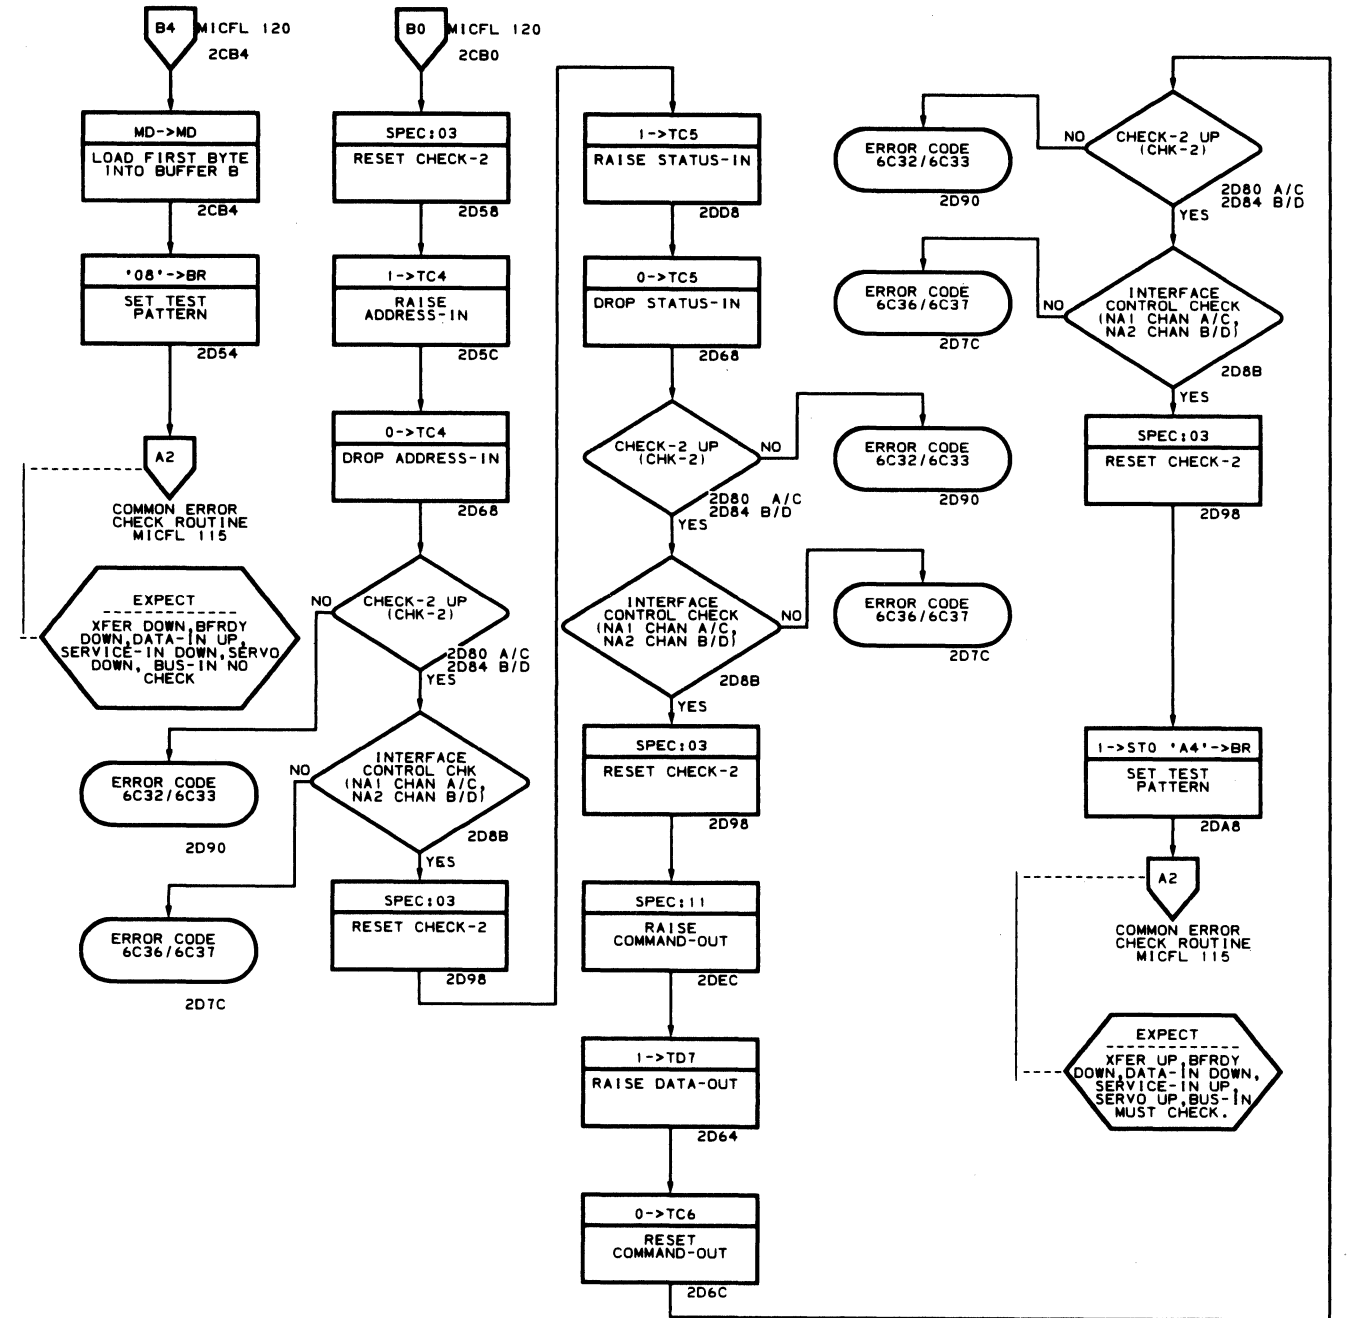 B4
MICFL 120
2CB4
MD->MD
LOAD FIRST BYTE
INTO BUFFER B
2CB4
'08'->BR
SET TEST
PATTERN
2D54
A2
COMMON ERROR
CHECK ROUTINE
MICFL 115
EXPECT
XFER DOWN,BFRDY
DOWN,DATA-IN UP,
SERVICE-IN DOWN,SERVO
DOWN, BUS-IN NO
CHECK
ERROR CODE
6C32/6C33
2D90
ERROR CODE
6C36/6C37
2D7C
B0
MICFL 120
2CB0
SPEC:03
RESET CHECK-2
2D58
1->TC4
RAISE
ADDRESS-IN
2D5C
0->TC4
DROP ADDRESS-IN
2D68
NO
CHECK-2 UP
(CHK-2)
2D80 A/C
2D84 B/D
YES
NO
INTERFACE
CONTROL CHK
(NA1 CHAN A/C,
NA2 CHAN B/D)
2D8B
YES
SPEC:03
RESET CHECK-2
2D98
1->TC5
RAISE STATUS-IN
2DD8
0->TC5
DROP STATUS-IN
2D68
CHECK-2 UP
(CHK-2)
NO
2D80 A/C
2D84 B/D
YES
ERROR CODE
6C32/6C33
2D90
INTERFACE
CONTROL CHECK
(NA1 CHAN A/C,
NA2 CHAN B/D)
NO
2D8B
YES
ERROR CODE
6C36/6C37
2D7C
SPEC:03
RESET CHECK-2
2D98
SPEC:11
RAISE
COMMAND-OUT
2DEC
1->TD7
RAISE DATA-OUT
2D64
0->TC6
RESET
COMMAND-OUT
2D6C
CHECK-2 UP
(CHK-2)
NO
2D80 A/C
2D84 B/D
YES
ERROR CODE
6C32/6C33
2D90
INTERFACE
CONTROL CHECK
(NA1 CHAN A/C,
NA2 CHAN B/D)
NO
2D8B
YES
ERROR CODE
6C36/6C37
2D7C
SPEC:03
RESET CHECK-2
2D98
1->ST0 'A4'->BR
SET TEST
PATTERN
2DA8
A2
COMMON ERROR
CHECK ROUTINE
MICFL 115
EXPECT
XFER UP,BFRDY
DOWN,DATA-IN DOWN,
SERVICE-IN UP,
SERVO UP,BUS-IN
MUST CHECK.